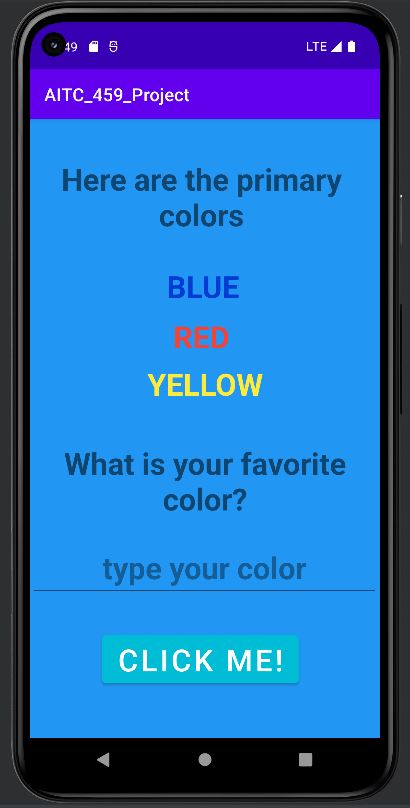 49 LTE
AITC_459_Project
Here are the primary
colors
BLUE
RED
YELLOW
What is your favorite
color?
type your color
CLICK ME!